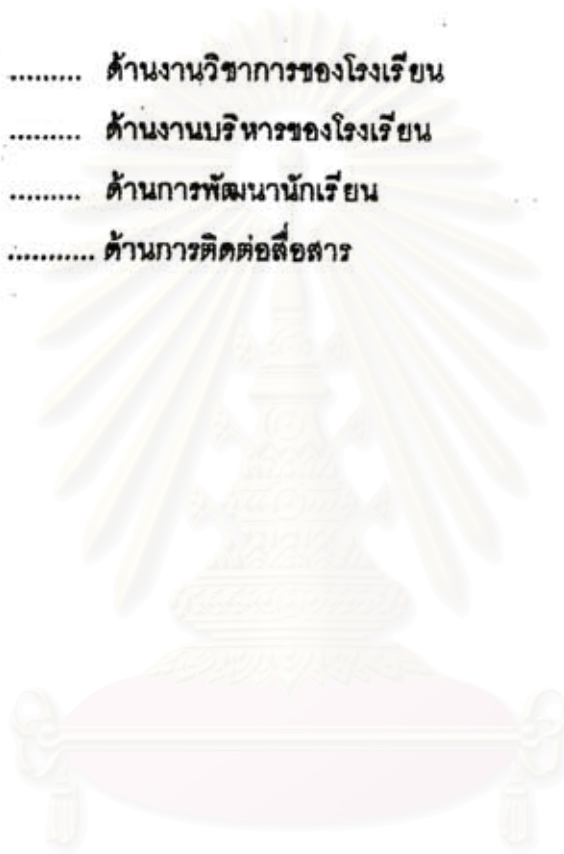 ......... ด้านงานวิชาการของโรงเรียน
......... ด้านงานบริหารของโรงเรียน
......... ด้านการพัฒนานักเรียน
........... ด้านการติดต่อสื่อสาร